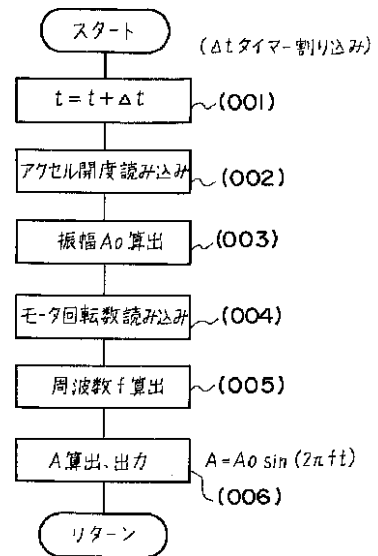 スタート
(Δtタイマー割り込み)
t=t+Δt
(001)
アクセル開度読み込み
(002)
振幅Ao算出
(003)
モータ回転数読み込み
(004)
周波数f算出
(005)
A算出、出力
A=Ao sin (2πft)
(006)
リターン